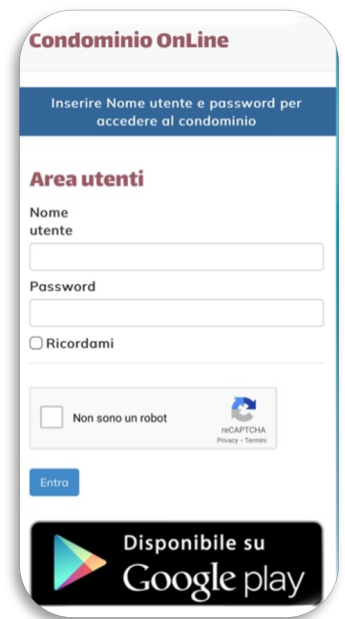 Condominio OnLine
Inserire Nome utente e password per
accedere al condominio
Area utenti
Nome
utente
Password
Ricordami
Non sono un robot
reCAPTCHA
Privacy - Termini
Entra
Disponibile su
Google play